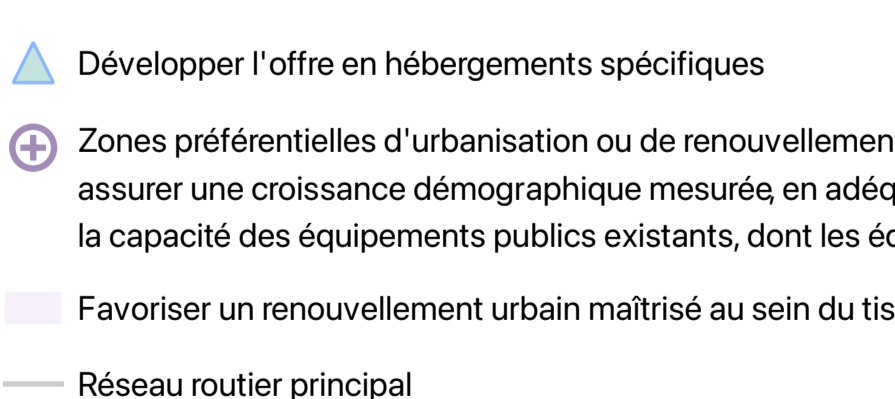 Développer l'offre en hébergements spécifiques
Zones préférentielles d'urbanisation ou de renouvellemen
assurer une croissance démographique mesurée, en adéq
la capacité des équipements publics existants, dont les éc
Favoriser un renouvellement urbain maîtrisé au sein du tis
Réseau routier principal